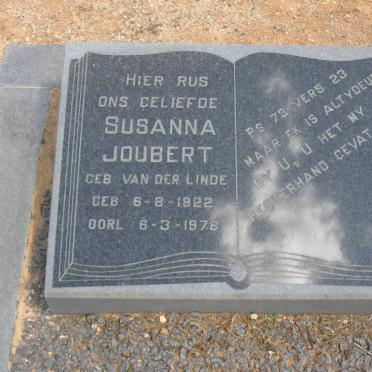 HIER RUS
ONS GELIEFDE
SUSANNA
JOUBERT
GEB VAN DER LINDE
GEB 6-8-1922
OORL 6-3-1978
PS 73 VERS 23
MAAR EK IS ALTYDEUR
BY U, U HET MY
REGTERHAND GEVAT